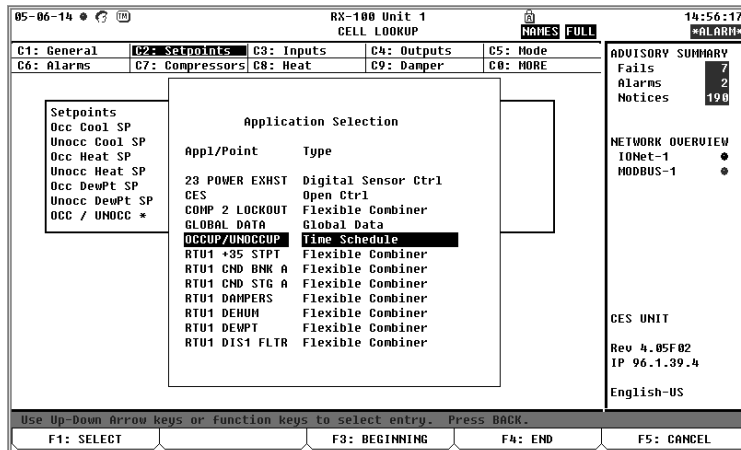 05-06-14 TM RX-100 Unit 1 14:56:17
CELL LOOKUP NAMES FULL *ALARM*
C1: General C2: Setpoints C3: Inputs C4: Outputs C5: Mode
C6: Alarms C7: Compressors C8: Heat C9: Damper C0: MORE
ADVISORY SUMMARY
Fails 7
Alarms 2
Notices 190
NETWORK OVERVIEW
IONet-1
MODBUS-1
CES UNIT
Rev 4.05F02
IP 96.1.39.4
English-US
Setpoints
Occ Cool SP
Unocc Cool SP
Occ Heat SP
Unocc Heat SP
Occ DewPt SP
Unocc DewPt SP
OCC / UNOCC *
Application Selection
Appl/Point Type
23 POWER EXHST Digital Sensor Ctrl
CES Open Ctrl
COMP 2 LOCKOUT Flexible Combiner
GLOBAL DATA Global Data
OCCUP/UNOCCUP Time Schedule
RTU1 +35 STPT Flexible Combiner
RTU1 CND BNK A Flexible Combiner
RTU1 CND STG A Flexible Combiner
RTU1 DAMPERS Flexible Combiner
RTU1 DEHUM Flexible Combiner
RTU1 DEWPT Flexible Combiner
RTU1 DIS1 FLTR Flexible Combiner
Use Up-Down Arrow keys or function keys to select entry. Press BACK.
F1: SELECT F3: BEGINNING F4: END F5: CANCEL